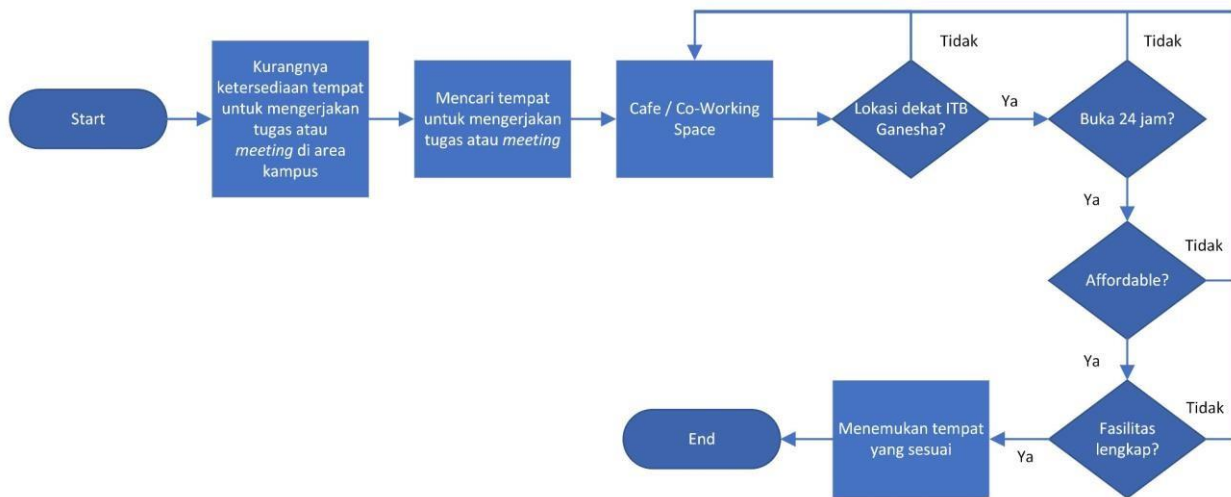 Start
Kurangnya
ketersediaan tempat
untuk mengerjakan
tugas atau
meeting di area
kampus
Mencari tempat
untuk mengerjakan
tugas atau meeting
Cafe / Co-Working
Space
Lokasi dekat ITB
Ganesha?
Tidak
Ya
Buka 24 jam?
Tidak
Ya
Affordable?
Tidak
Ya
Fasilitas
lengkap?
Tidak
Ya
Menemukan tempat
yang sesuai
End